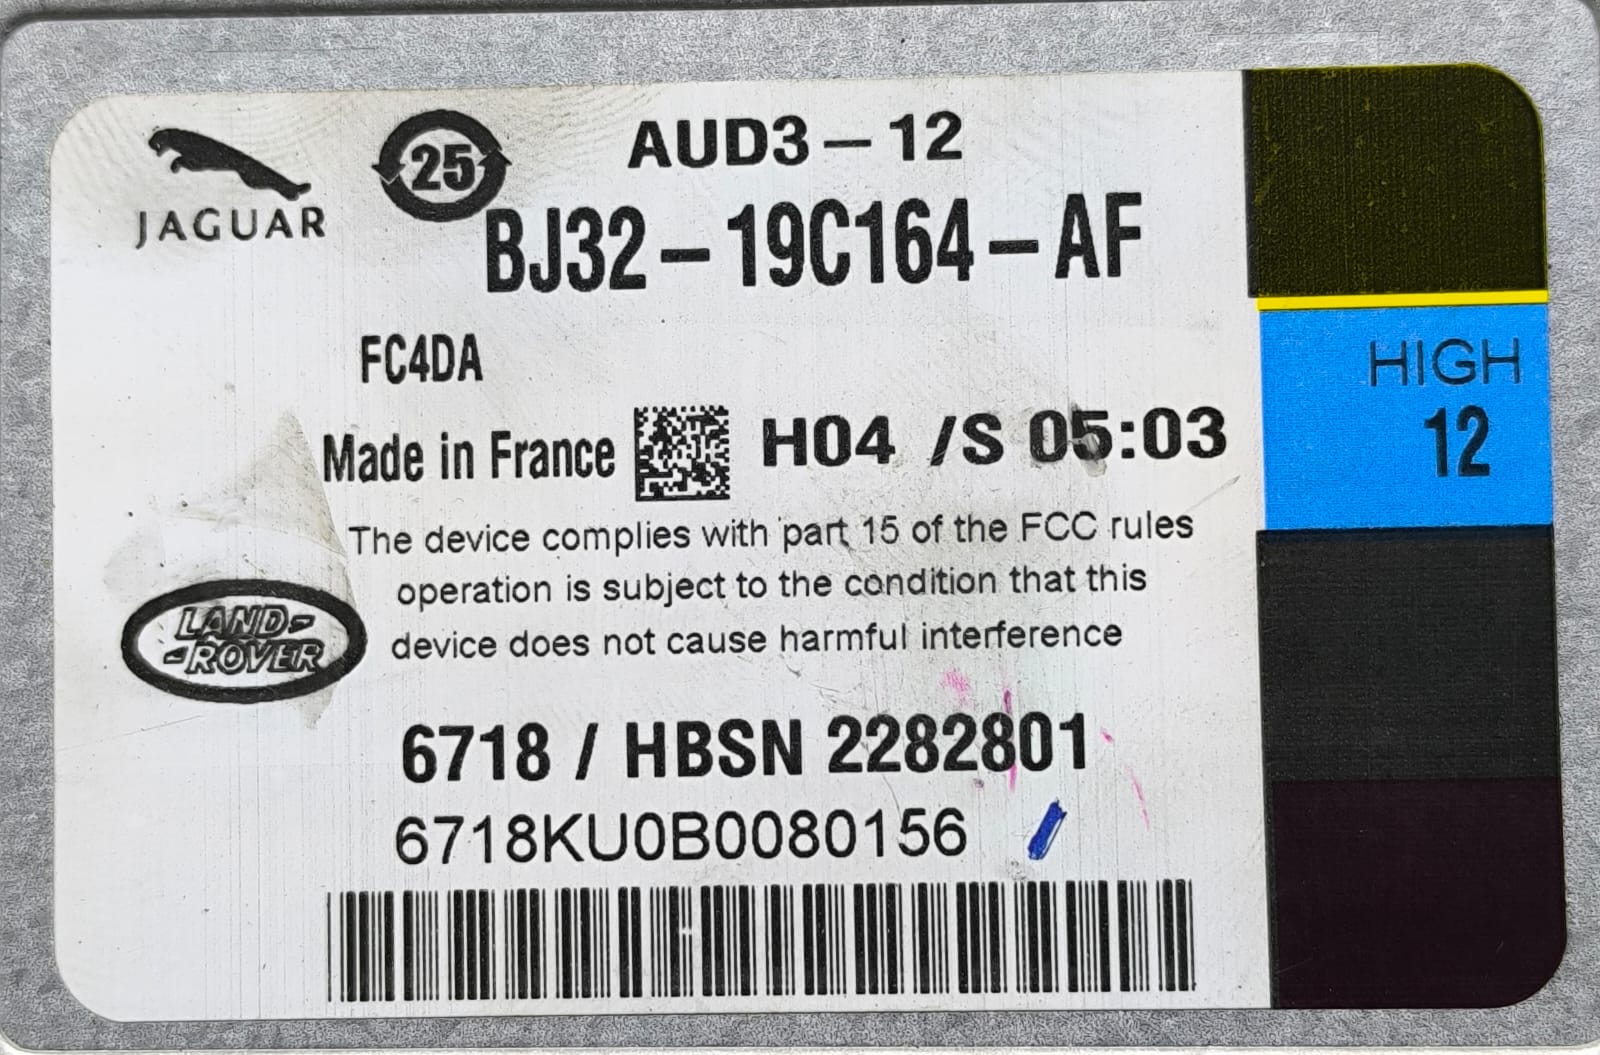 JAGUAR
25
AUD3-12
BJ32-19C164-AF
FC4DA
HIGH
12
Made in France
H04 /S 05:03
The device complies with part 15 of the FCC rules
operation is subject to the condition that this
device does not cause harmful interference
LAND-
-ROVER
6718 / HBSN 2282801
6718KU0B0080156